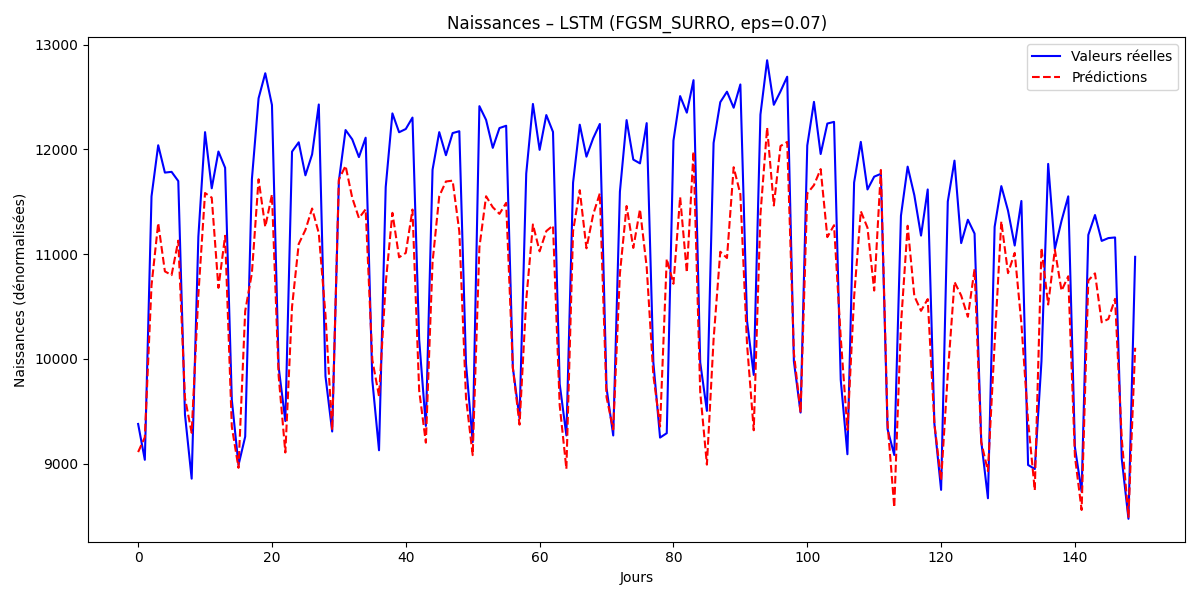 Naissances – LSTM (FGSM_SURRO, eps=0.07)
Valeurs réelles
Prédictions
Naissances (dénormalisées)
13000
12000
11000
10000
9000
0 20 40 60 80 100 120 140
Jours